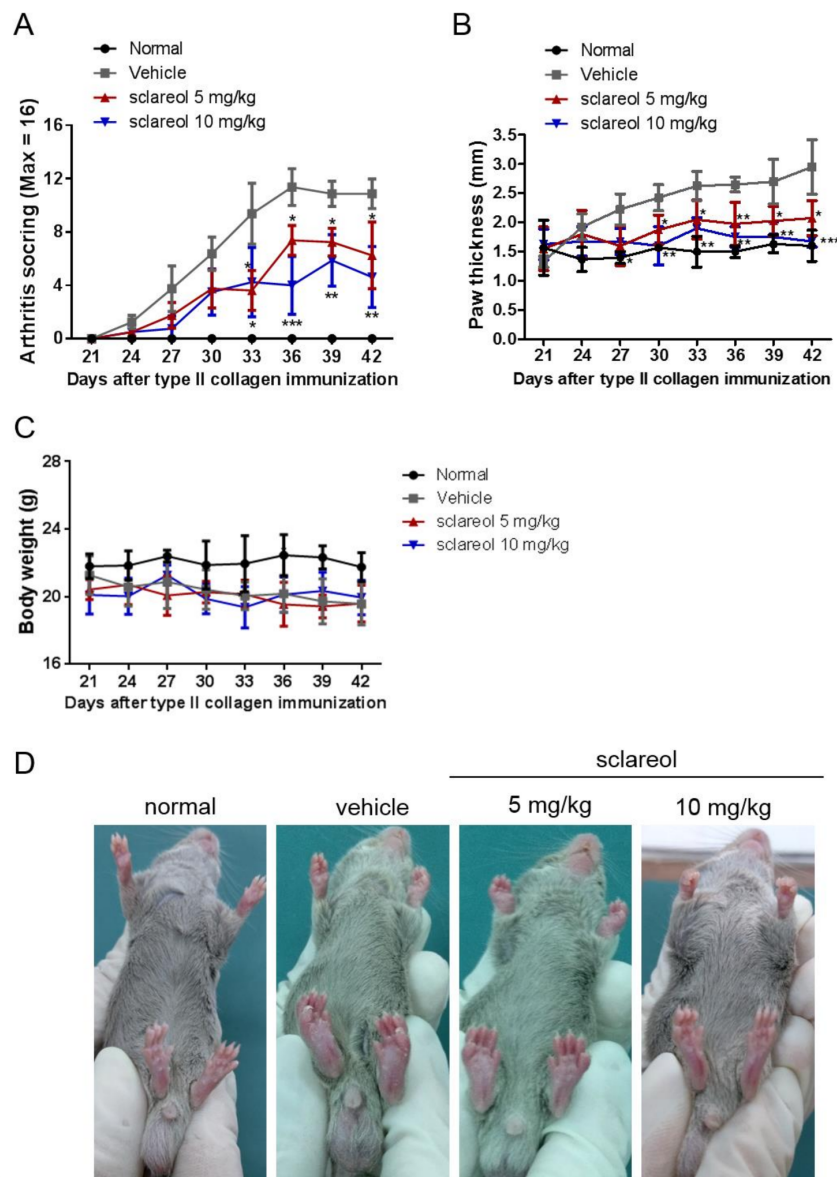 A
Normal
Vehicle
sclareol 5 mg/kg
sclareol 10 mg/kg
Arthritis socring (Max = 16)
16
12
8
4
0
* * *
*
* *** ** **
21 24 27 30 33 36 39 42
Days after type II collagen immunization
B
Normal
Vehicle
sclareol 5 mg/kg
sclareol 10 mg/kg
Paw thickness (mm)
3.5
3.0
2.5
2.0
1.5
1.0
0.5
0.0
* * ** * *
* ** ** ** ** ***
21 24 27 30 33 36 39 42
Days after type II collagen immunization
C
Normal
Vehicle
sclareol 5 mg/kg
sclareol 10 mg/kg
Body weight (g)
28
24
20
16
21 24 27 30 33 36 39 42
Days after type II collagen immunization
D
sclareol
normal vehicle 5 mg/kg 10 mg/kg